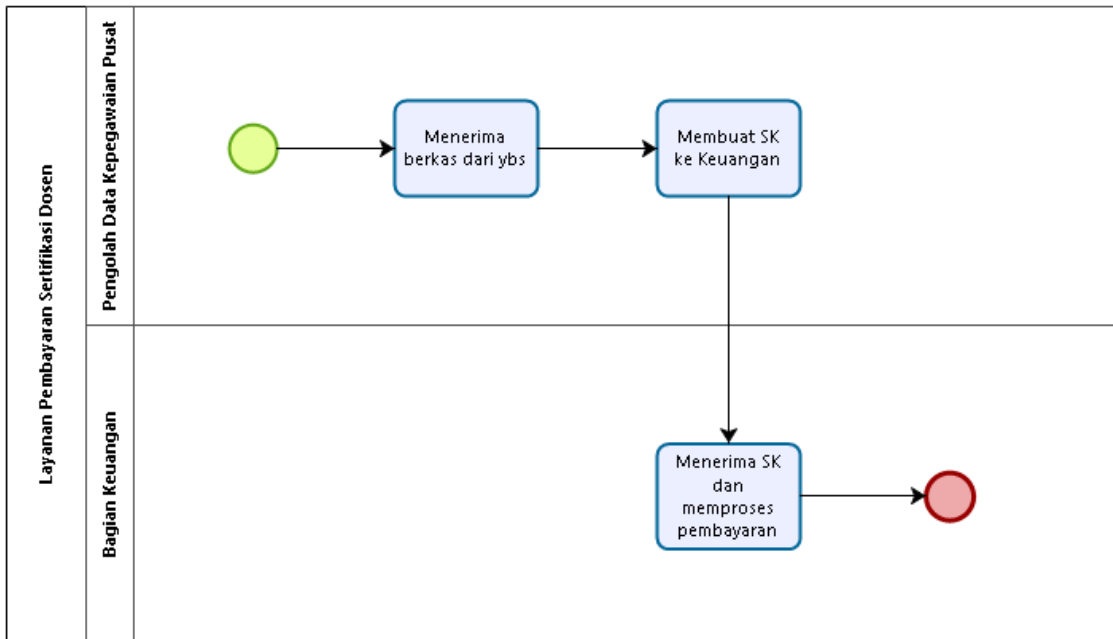 Layanan Pembayaran Sertifikasi Dosen
Pengolah Data Kepegawaian Pusat
Menerima
berkas dari ybs
Membuat SK
ke Keuangan
Bagian Keuangan
Menerima SK
dan
memproses
pembayaran